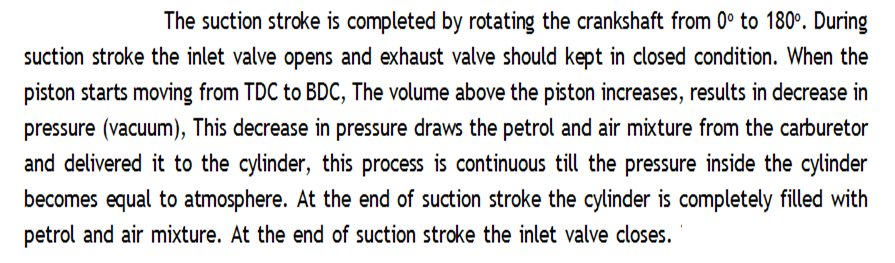 The suction stroke is completed by rotating the crankshaft from 0º to 180º. During
suction stroke the inlet valve opens and exhaust valve should kept in closed condition. When the
piston starts moving from TDC to BDC, The volume above the piston increases, results in decrease in
pressure (vacuum), This decrease in pressure draws the petrol and air mixture from the carburetor
and delivered it to the cylinder, this process is continuous till the pressure inside the cylinder
becomes equal to atmosphere. At the end of suction stroke the cylinder is completely filled with
petrol and air mixture. At the end of suction stroke the inlet valve closes.